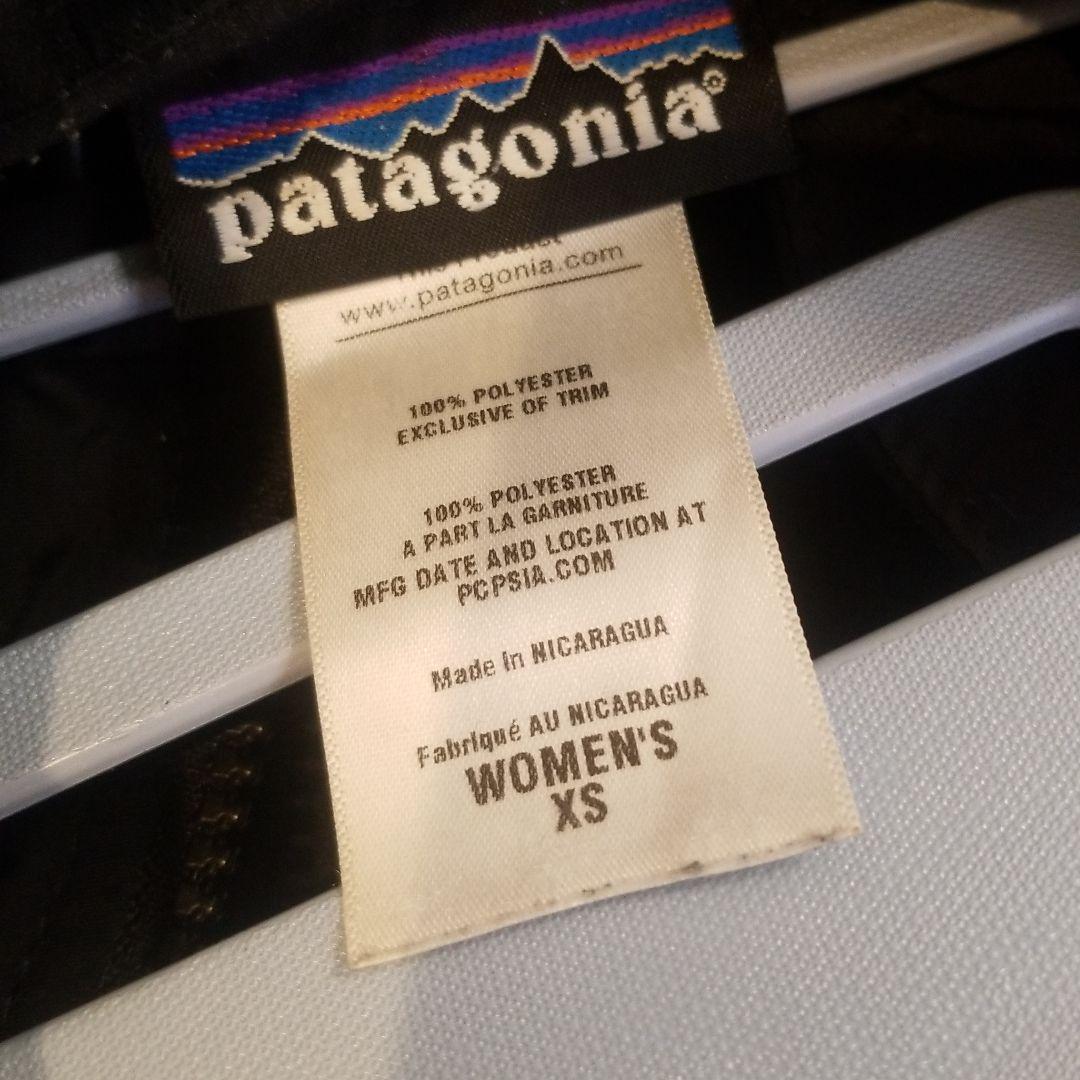 patagonia®
www.patagonia.com
100% POLYESTER
EXCLUSIVE OF TRIM
100% POLYESTER
A PART LA GARNITURE
MFG DATE AND LOCATION AT
PCPSIA.COM
Made in NICARAGUA
Fabriqué AU NICARAGUA
WOMEN'S
XS